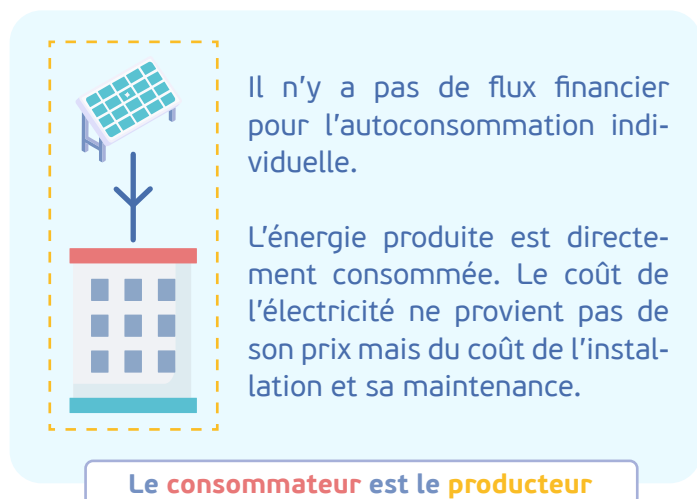 Il n'y a pas de flux financier
pour l'autoconsommation indi-
viduelle.
L'énergie produite est directe-
ment consommée. Le coût de
l'électricité ne provient pas de
son prix mais du coût de l'instal-
lation et sa maintenance.
Le consommateur est le producteur